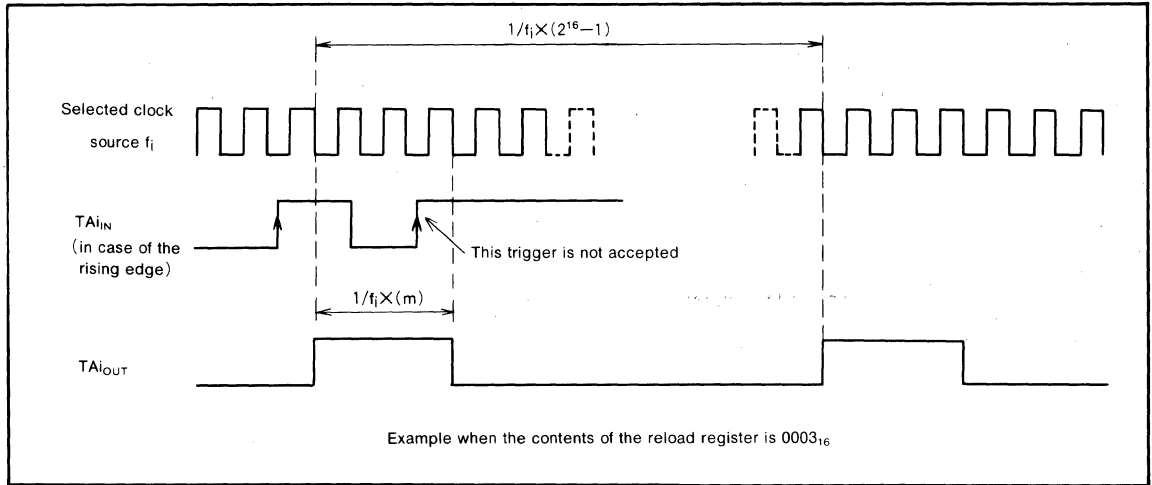 1/fᵢ×(2¹⁶−1)
Selected clock
source fᵢ
TAiIN
(in case of the
rising edge)
This trigger is not accepted
1/fᵢ×(m)
TAiOUT
Example when the contents of the reload register is 0003₁₆